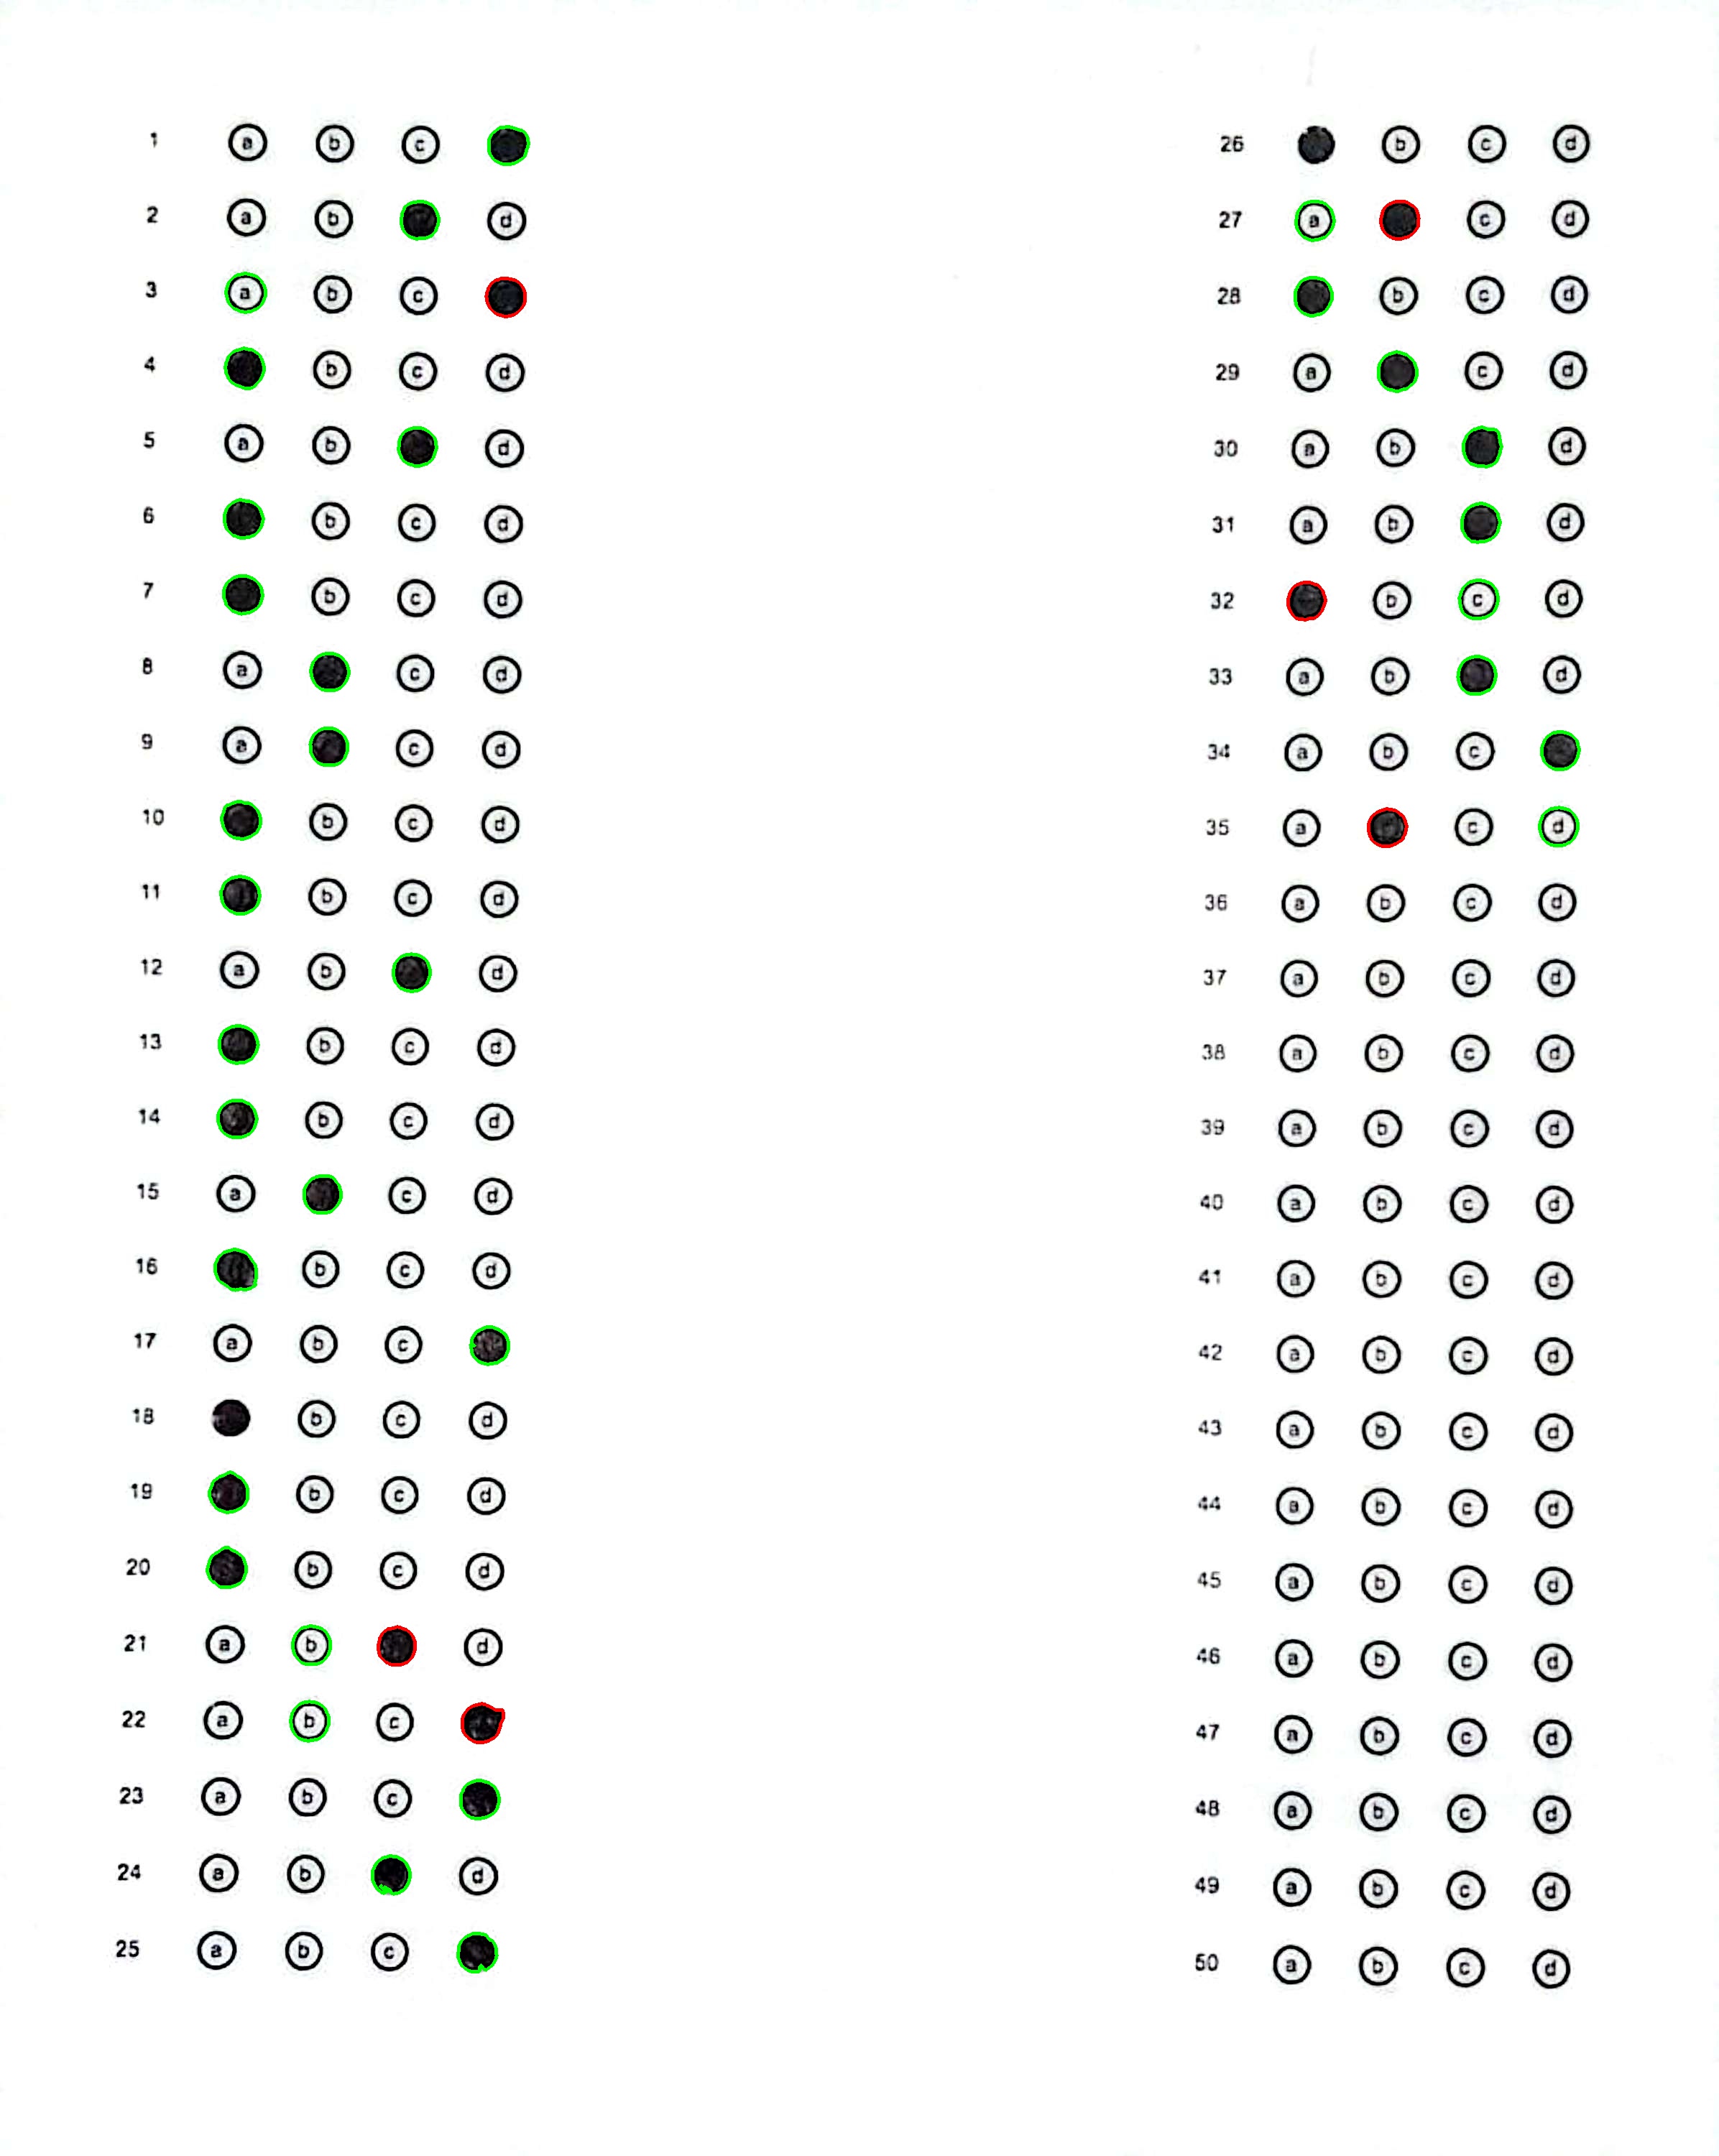 1 a b c
2 a b d
3 a b c
4 b c d
5 a b d
6 b c d
7 b c d
8 a c d
9 a c d
10 b c d
11 b c d
12 a b d
13 b c d
14 b c d
15 a c d
16 b c d
17 a b c
18 b c d
19 b c d
20 b c d
21 a b d
22 a b c
23 a b c
24 a b d
25 a b c
26 b c d
27 a c d
28 b c d
29 a c d
30 a b d
31 a b d
32 b c d
33 a b d
34 a b c
35 a c d
36 a b c d
37 a b c d
38 a b c d
39 a b c d
40 a b c d
41 a b c d
42 a b c d
43 a b c d
44 a b c d
45 a b c d
46 a b c d
47 a b c d
48 a b c d
49 a b c d
50 a b c d